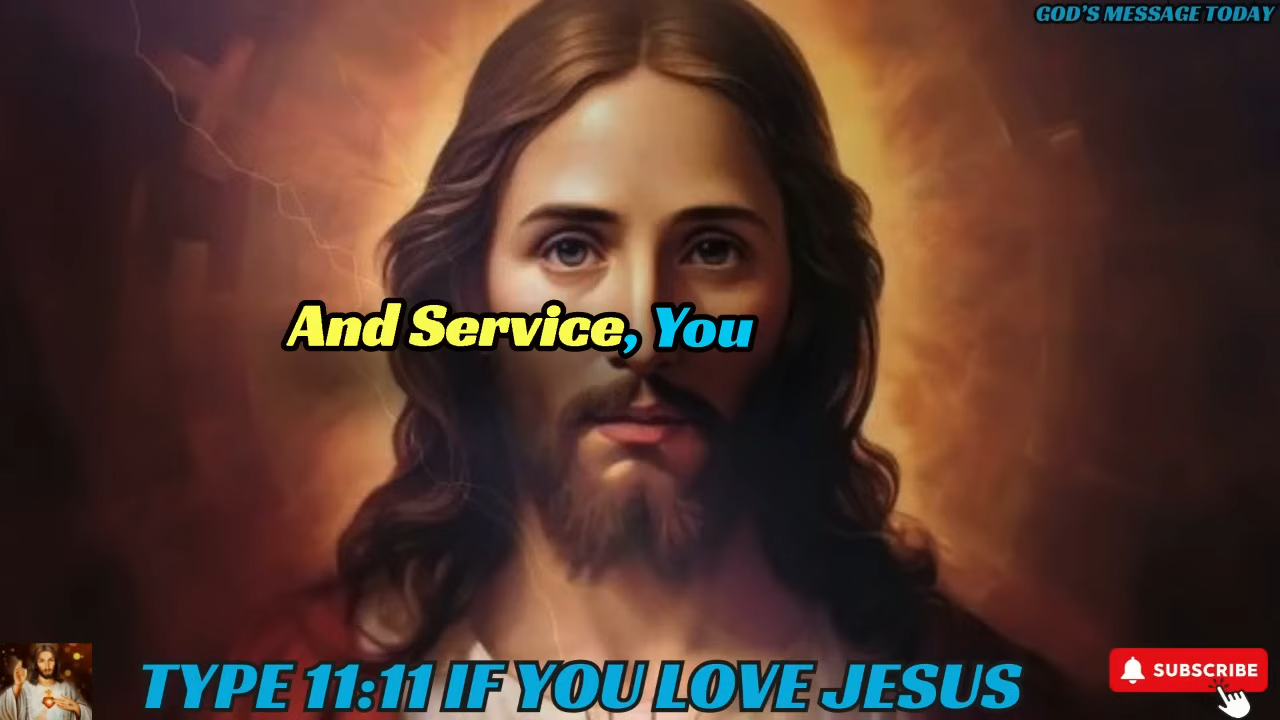 GOD'S MESSAGE TODAY
And Service, You
TYPE 11:11 IF YOU LOVE JESUS
SUBSCRIBE